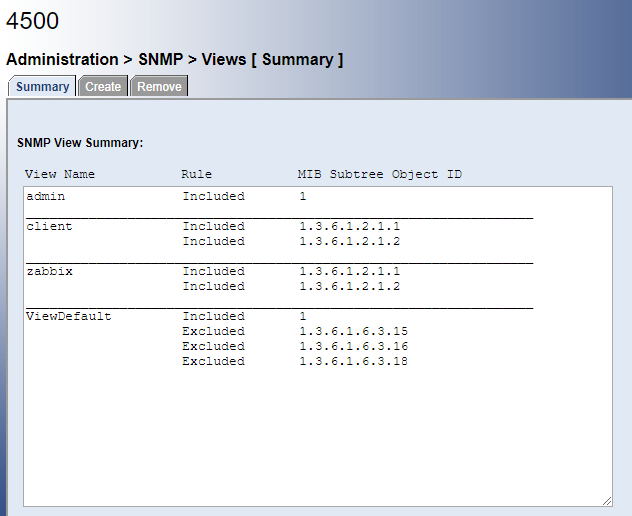 4500
Administration > SNMP > Views [ Summary ]
Summary Create Remove
SNMP View Summary:
View Name Rule MIB Subtree Object ID
admin Included 1
client Included 1.3.6.1.2.1.1
Included 1.3.6.1.2.1.2
zabbix Included 1.3.6.1.2.1.1
Included 1.3.6.1.2.1.2
ViewDefault Included 1
Excluded 1.3.6.1.6.3.15
Excluded 1.3.6.1.6.3.16
Excluded 1.3.6.1.6.3.18